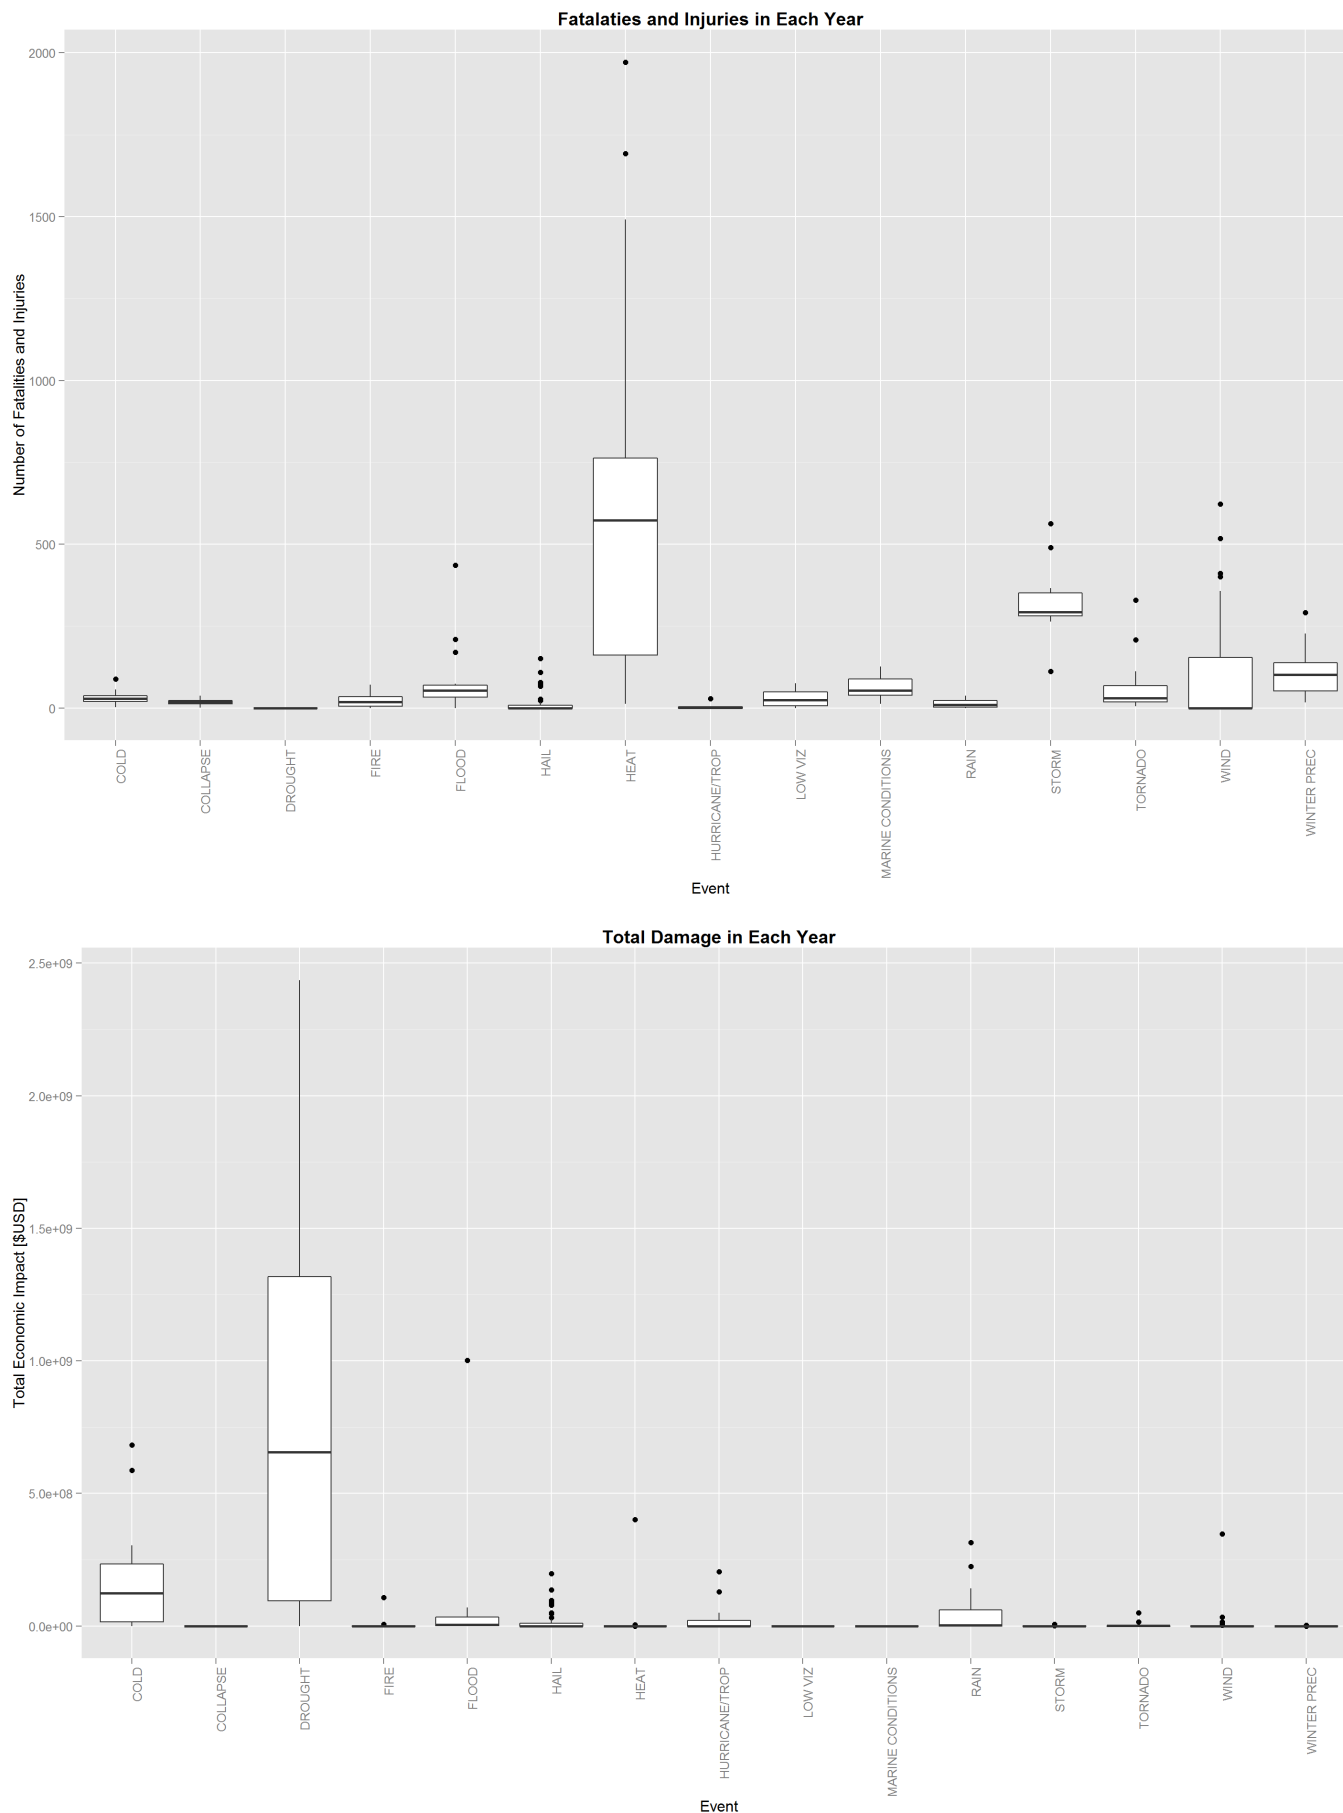 Fatalaties and Injuries in Each Year
2000
1500
1000
500
0
Number of Fatalities and Injuries
COLD
COLLAPSE
DROUGHT
FIRE
FLOOD
HAIL
HEAT
HURRICANE/TROP
LOW VIZ
MARINE CONDITIONS
RAIN
STORM
TORNADO
WIND
WINTER PREC
Event
Total Damage in Each Year
2.5e+09
2.0e+09
1.5e+09
1.0e+09
5.0e+08
0.0e+00
Total Economic Impact [$USD]
COLD
COLLAPSE
DROUGHT
FIRE
FLOOD
HAIL
HEAT
HURRICANE/TROP
LOW VIZ
MARINE CONDITIONS
RAIN
STORM
TORNADO
WIND
WINTER PREC
Event